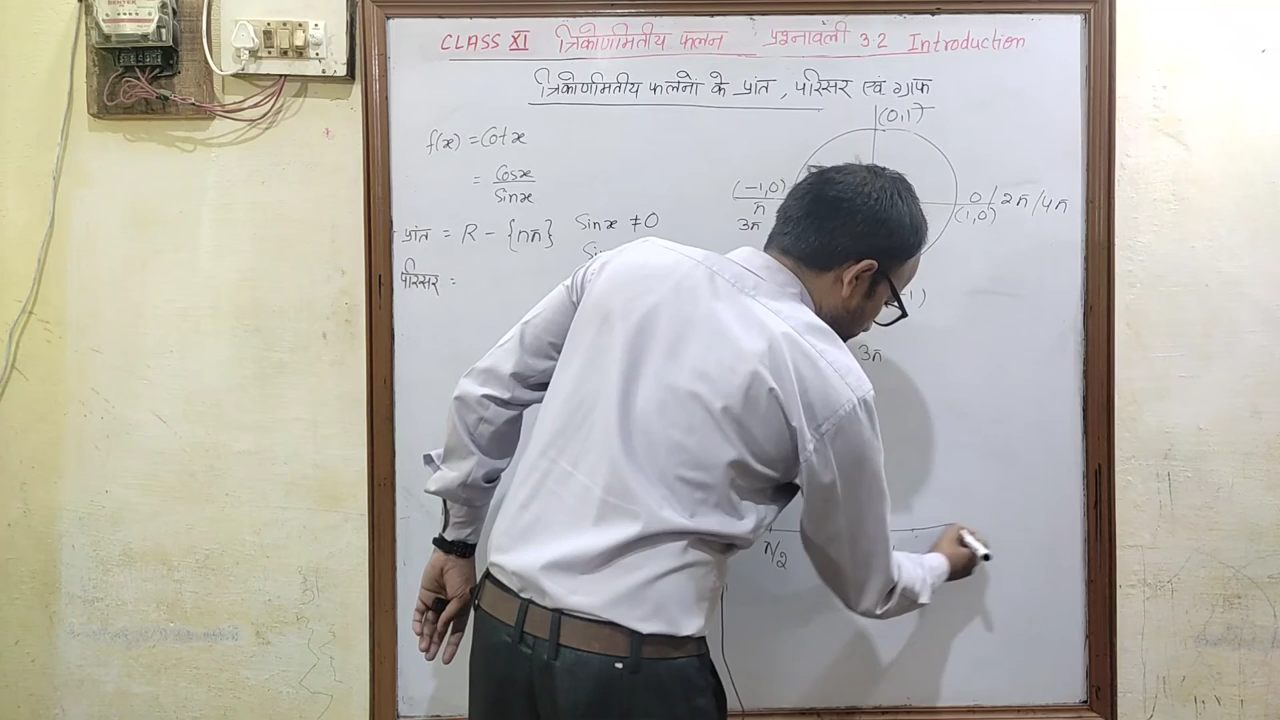 CLASS XI त्रिकोणमितीय फलन प्रश्नावली 3.2 Introduction
त्रिकोणमितीय फलनों के प्रांत, परिसर एवं ग्राफ
(0,1)
f(x) = Cotx
= Cosx
Sinx
(-1,0)
π
3π
0 / 2π/4π
(1,0)
प्रांत = R - {nπ} Sinx ≠0
परिसर =
3π
π/2